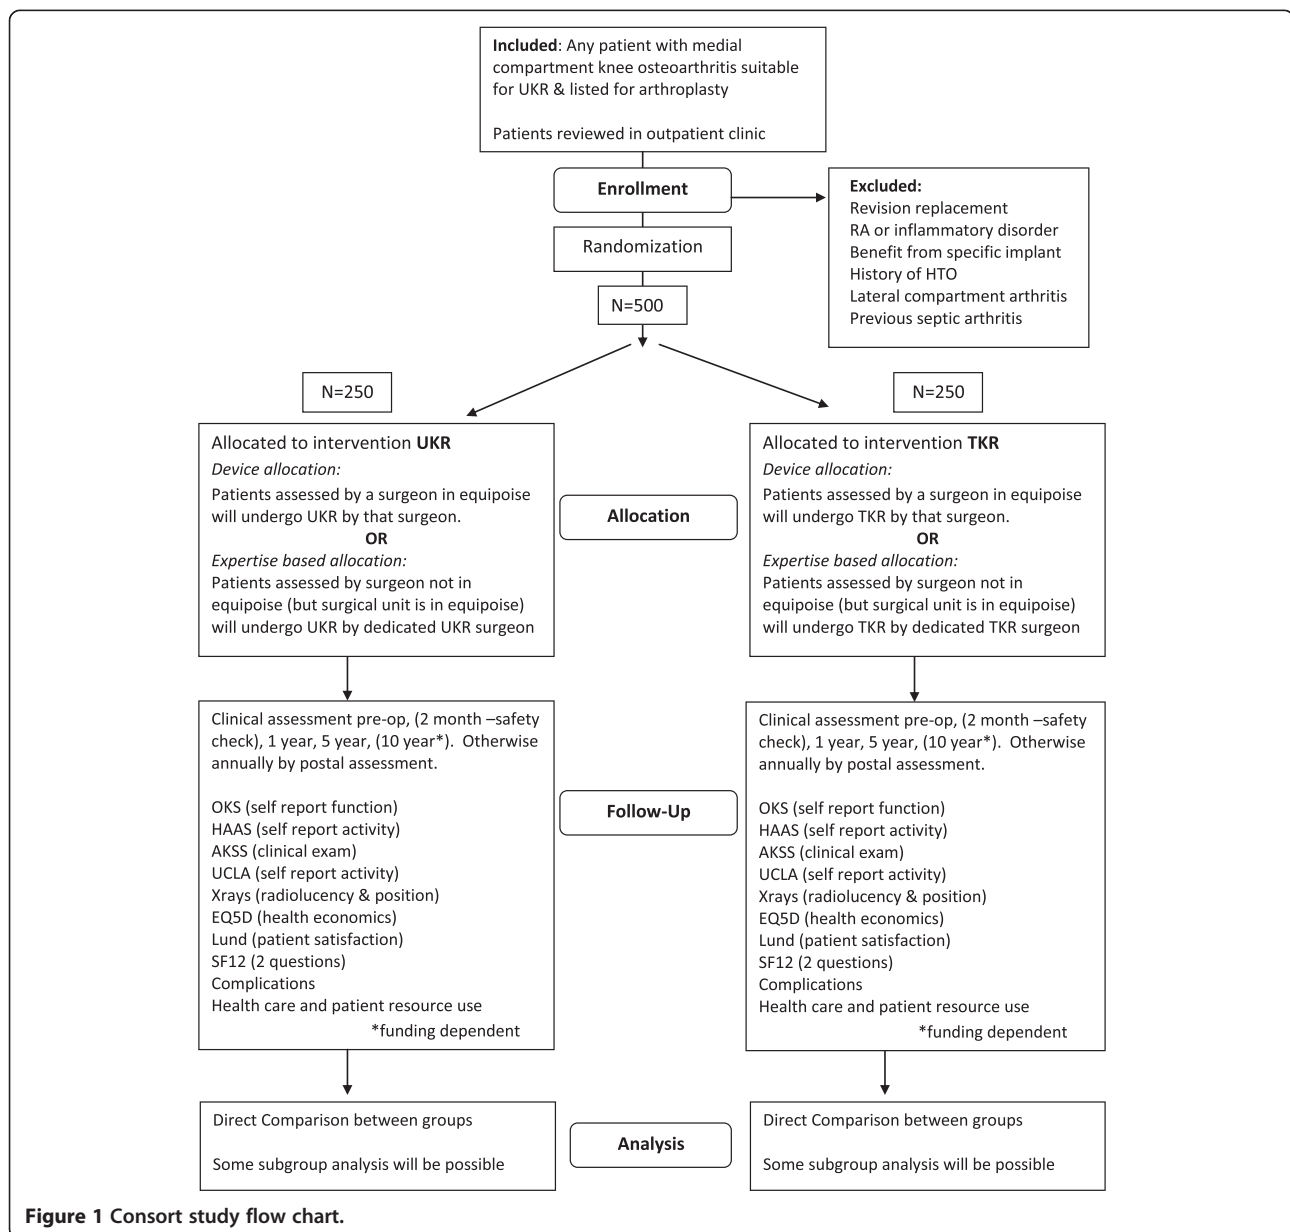 Included: Any patient with medial
compartment knee osteoarthritis suitable
for UKR & listed for arthroplasty
Patients reviewed in outpatient clinic
Enrollment
Excluded:
Revision replacement
RA or inflammatory disorder
Benefit from specific implant
History of HTO
Lateral compartment arthritis
Previous septic arthritis
Randomization
N=500
N=250
N=250
Allocated to intervention UKR
Device allocation:
Patients assessed by a surgeon in equipoise
will undergo UKR by that surgeon.
OR
Expertise based allocation:
Patients assessed by surgeon not in
equipoise (but surgical unit is in equipoise)
will undergo UKR by dedicated UKR surgeon
Allocation
Allocated to intervention TKR
Device allocation:
Patients assessed by a surgeon in equipoise
will undergo TKR by that surgeon.
OR
Expertise based allocation:
Patients assessed by surgeon not in
equipoise (but surgical unit is in equipoise)
will undergo TKR by dedicated TKR surgeon
Clinical assessment pre-op, (2 month –safety
check), 1 year, 5 year, (10 year*).  Otherwise
annually by postal assessment.
OKS (self report function)
HAAS (self report activity)
AKSS (clinical exam)
UCLA (self report activity)
Xrays (radiolucency & position)
EQ5D (health economics)
Lund (patient satisfaction)
SF12 (2 questions)
Complications
Health care and patient resource use
*funding dependent
Follow-Up
Clinical assessment pre-op, (2 month –safety
check), 1 year, 5 year, (10 year*).  Otherwise
annually by postal assessment.
OKS (self report function)
HAAS (self report activity)
AKSS (clinical exam)
UCLA (self report activity)
Xrays (radiolucency & position)
EQ5D (health economics)
Lund (patient satisfaction)
SF12 (2 questions)
Complications
Health care and patient resource use
*funding dependent
Direct Comparison between groups
Some subgroup analysis will be possible
Analysis
Direct Comparison between groups
Some subgroup analysis will be possible
Figure 1 Consort study flow chart.